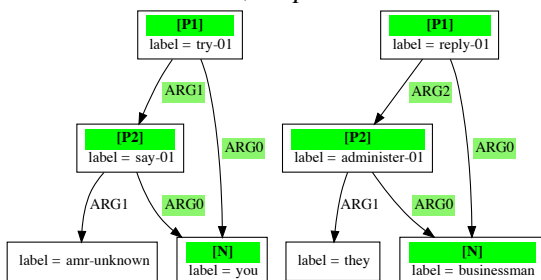 [P1]
label = try-01
[P1]
label = reply-01
ARG1
ARG2
[P2]
label = say-01
ARG0
[P2]
label = administer-01
ARG0
ARG1
ARG0
ARG1
ARG0
label = amr-unknown
[N]
label = you
label = they
[N]
label = businessman